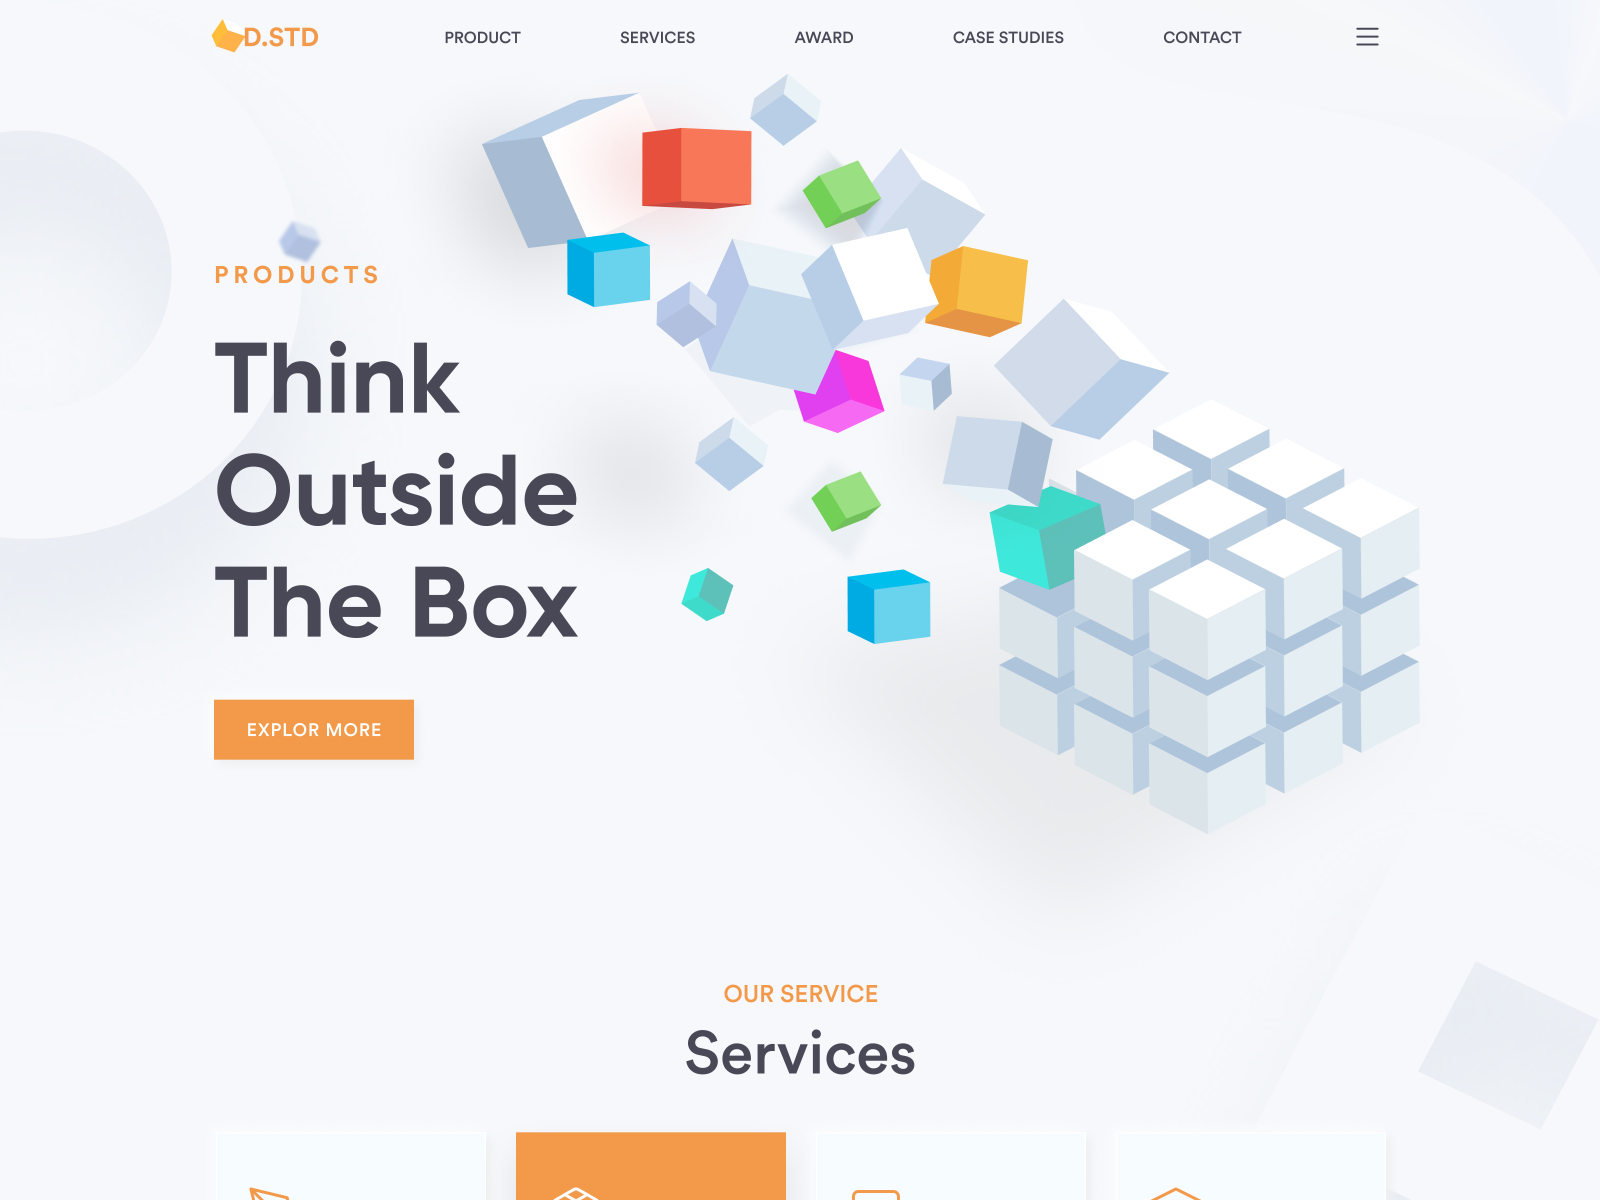 D.STD
PRODUCT
SERVICES
AWARD
CASE STUDIES
CONTACT
PRODUCTS
Think
Outside
The Box
EXPLOR MORE
OUR SERVICE
Services